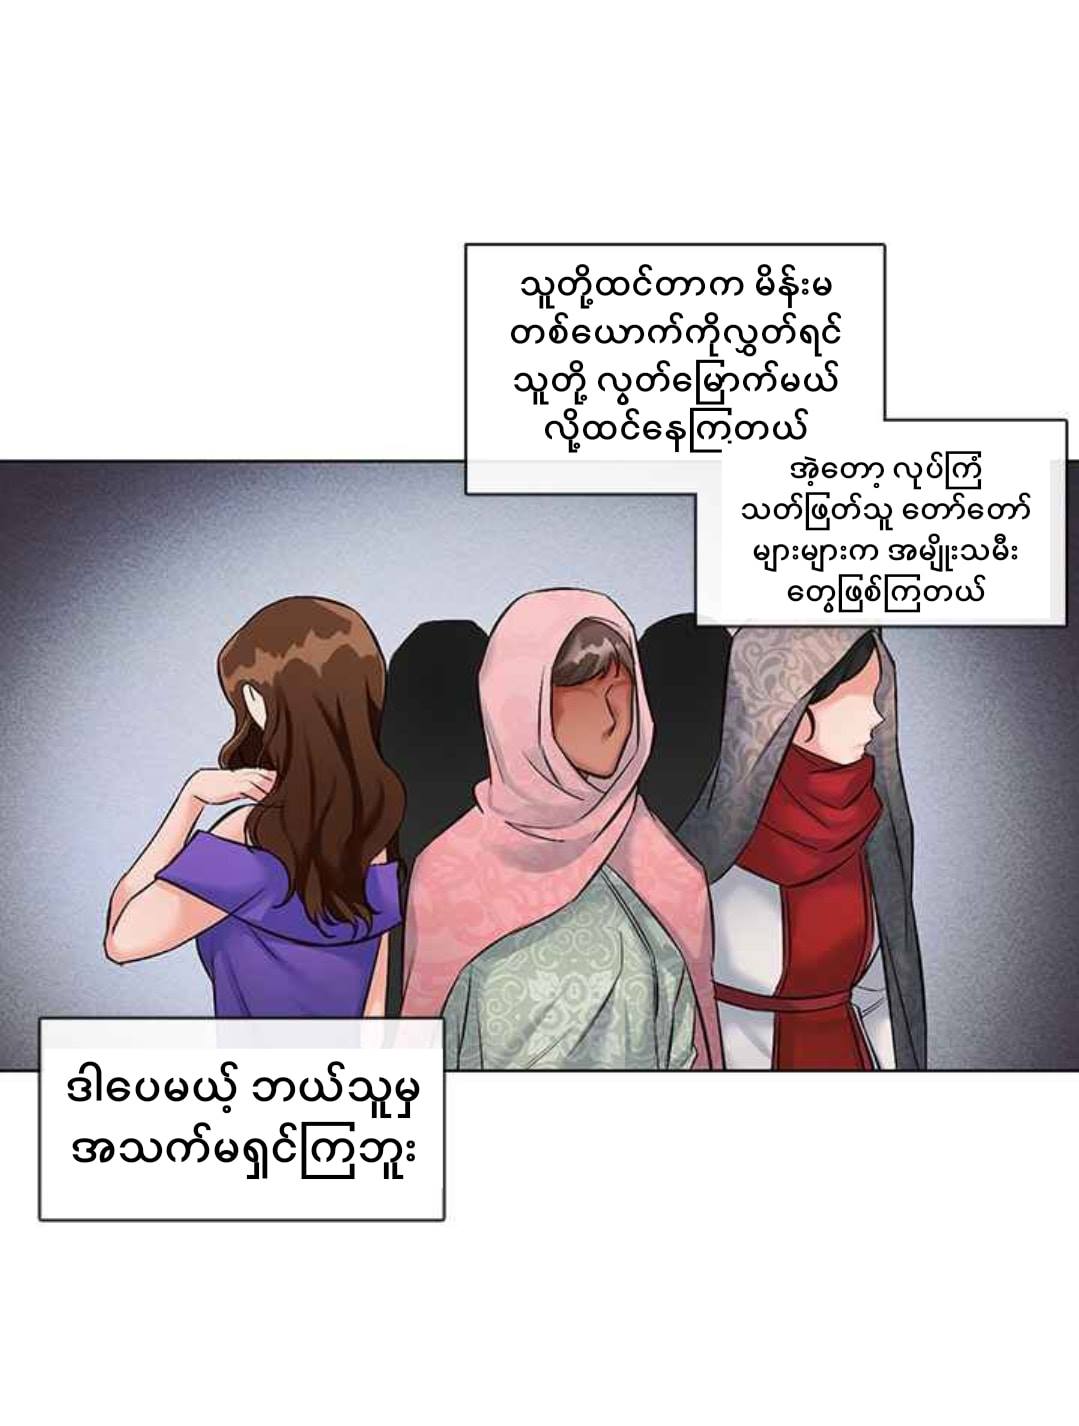 သူတို့ထင်တာက မိန်းမ
တစ်ယောက်ကိုလွှတ်ရင်
သူတို့ လွတ်မြောက်မယ်
လို့ထင်နေကြတယ်
အဲ့တော့ လုပ်ကြံ
သတ်ဖြတ်သူ တော်တော်
များများက အမျိုးသမီး
တွေဖြစ်ကြတယ်
ဒါပေမယ့် ဘယ်သူမှ
အသက်မရှင်ကြဘူး